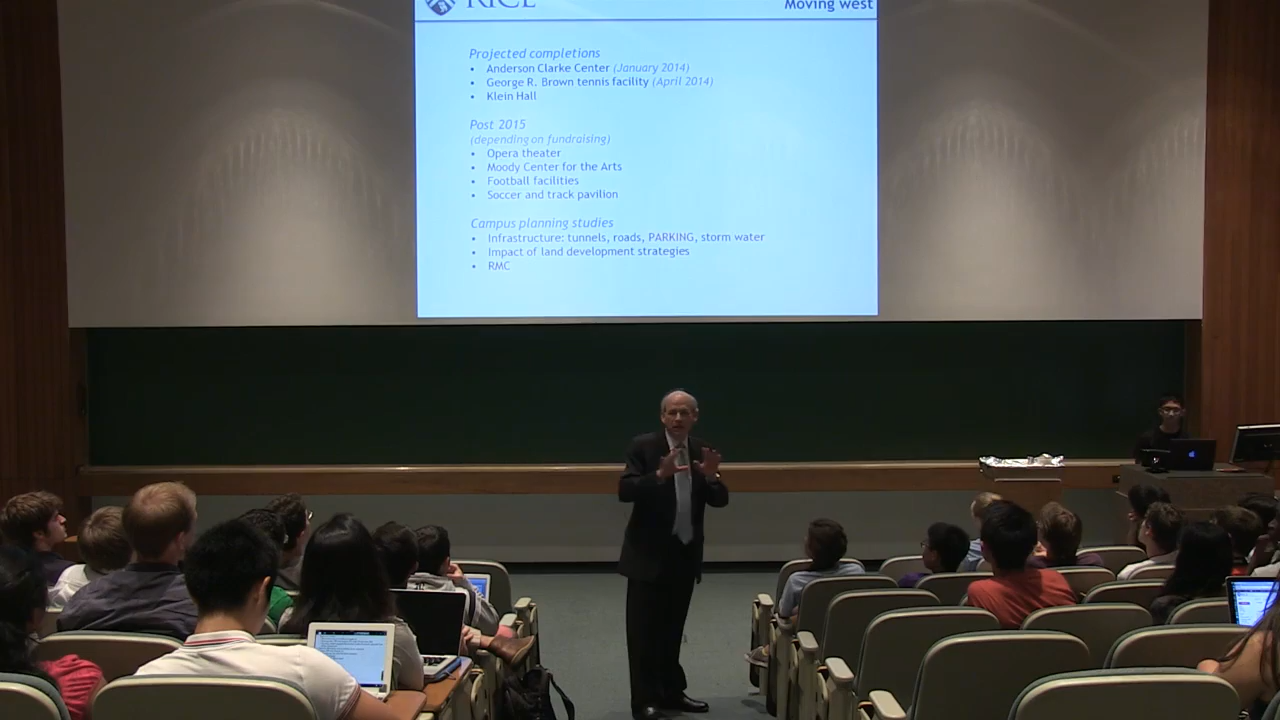 RICE
Moving west
Projected completions
• Anderson Clarke Center (January 2014)
• George R. Brown tennis facility (April 2014)
• Klein Hall
Post 2015
(depending on fundraising)
• Opera theater
• Moody Center for the Arts
• Football facilities
• Soccer and track pavilion
Campus planning studies
• Infrastructure: tunnels, roads, PARKING, storm water
• Impact of land development strategies
• RMC